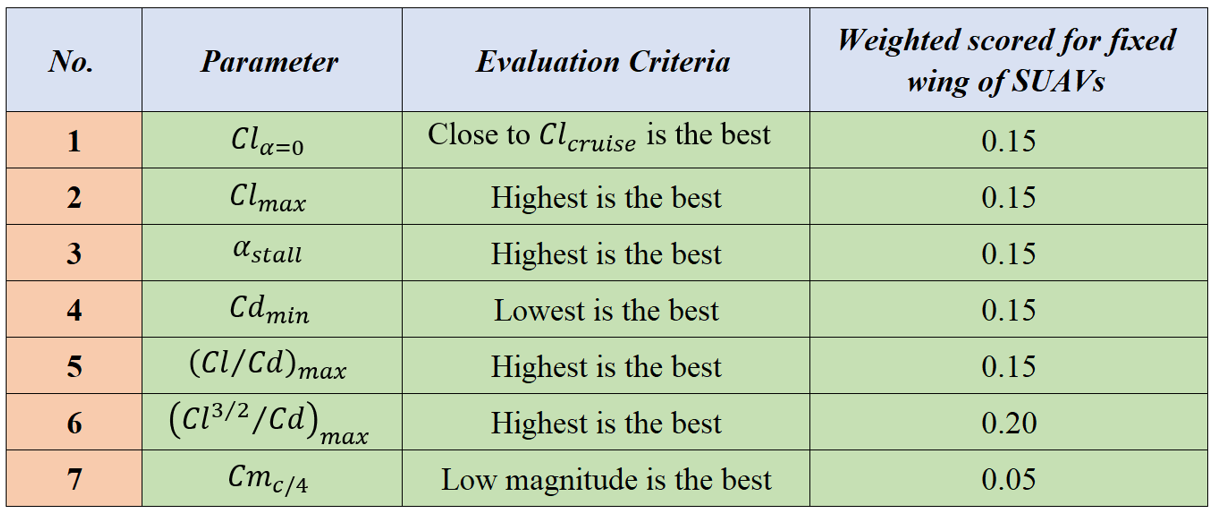 No. Parameter Evaluation Criteria Weighted scored for fixed
wing of SUAVs
1 Cl_{α=0} Close to Cl_{cruise} is the best 0.15
2 Cl_{max} Highest is the best 0.15
3 α_{stall} Highest is the best 0.15
4 Cd_{min} Lowest is the best 0.15
5 (Cl/Cd)_{max} Highest is the best 0.15
6 (Cl^{3/2}/Cd)_{max} Highest is the best 0.20
7 Cm_{c/4} Low magnitude is the best 0.05